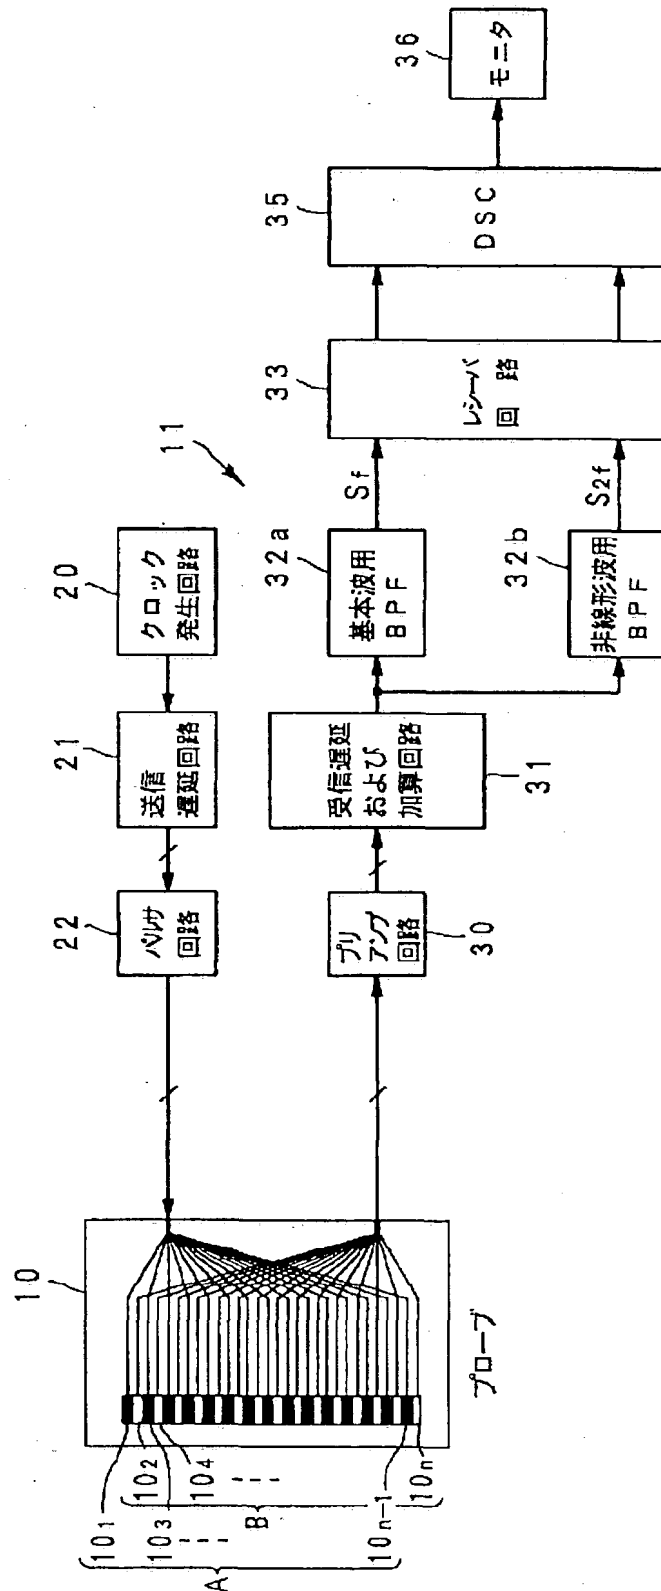 10
プローブ
10₁
10₂
10₃
10₄
10n−1
10n
A
B
11
22
パルサ
回路
21
送信
遅延回路
20
クロック
発生回路
プリ
アンプ
回路
30
受信遅延
および
加算回路
31
32a
基本波用
BPF
Sf
32b
非線形波用
BPF
S2f
33
レシーバ
回路
35
DSC
36
モニタ